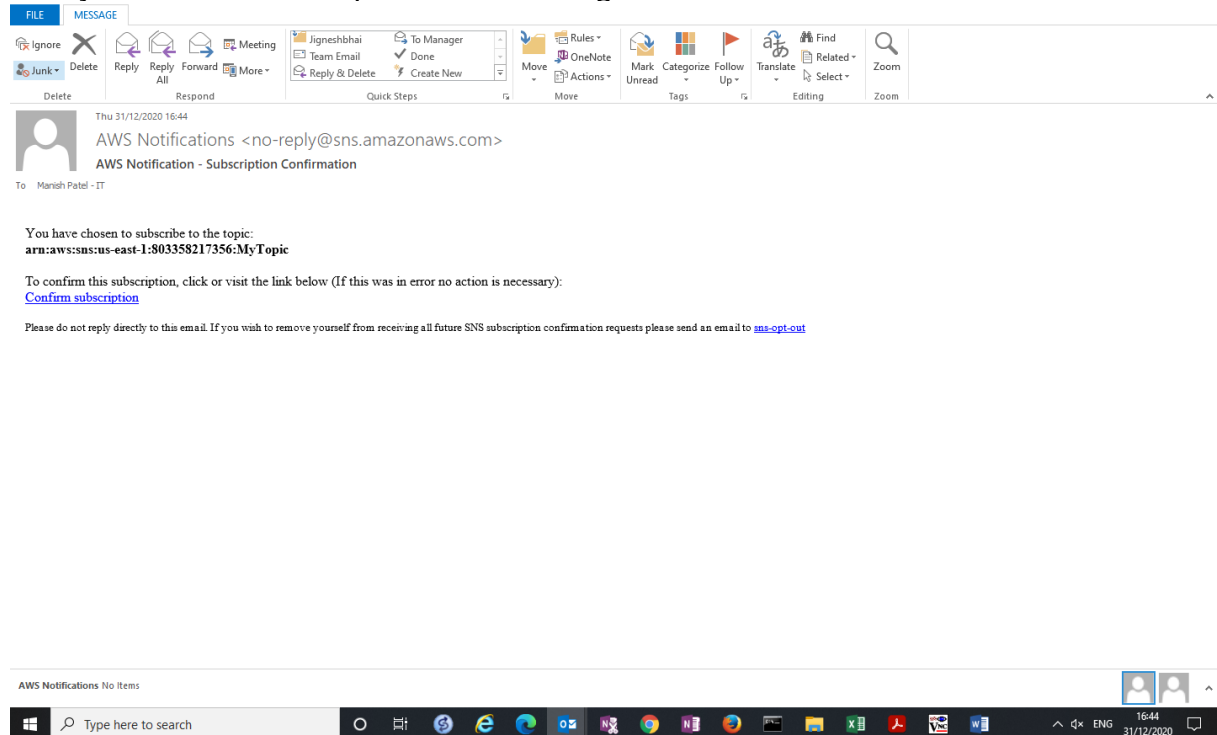 FILE MESSAGE
Ignore
Junk
Delete
Reply
Reply All
Forward
Meeting
More
Jigneshbhai
Team Email
Reply & Delete
To Manager
Done
Create New
Move
Rules
OneNote
Actions
Mark Unread
Categorize
Follow Up
Translate
Find
Related
Select
Zoom
Delete Respond Quick Steps Move Tags Editing Zoom
Thu 31/12/2020 16:44
AWS Notifications <no-reply@sns.amazonaws.com>
AWS Notification - Subscription Confirmation
To Manish Patel - IT
You have chosen to subscribe to the topic:
arn:aws:sns:us-east-1:803358217356:MyTopic
To confirm this subscription, click or visit the link below (If this was in error no action is necessary):
Confirm subscription
Please do not reply directly to this email. If you wish to remove yourself from receiving all future SNS subscription confirmation requests please send an email to sns-opt-out
AWS Notifications No Items
Type here to search
ENG
16:44
31/12/2020